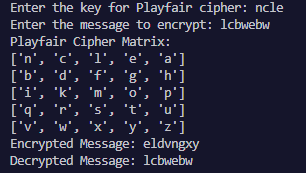 Enter the key for Playfair cipher: ncle
Enter the message to encrypt: lcbwebw
Playfair Cipher Matrix:
['n', 'c', 'l', 'e', 'a']
['b', 'd', 'f', 'g', 'h']
['i', 'k', 'm', 'o', 'p']
['q', 'r', 's', 't', 'u']
['v', 'w', 'x', 'y', 'z']
Encrypted Message: eldvngxy
Decrypted Message: lcbwebw